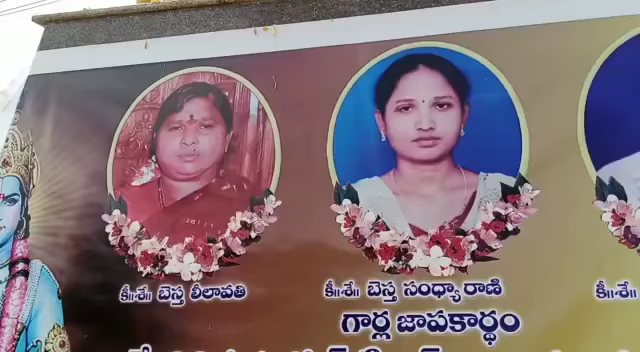 కీ॥శే॥ బెస్త లీలావతి
కీ॥శే॥ బెస్త సంధ్యా రాణి
కీ॥శే॥
గార్ల జాపకార్థం